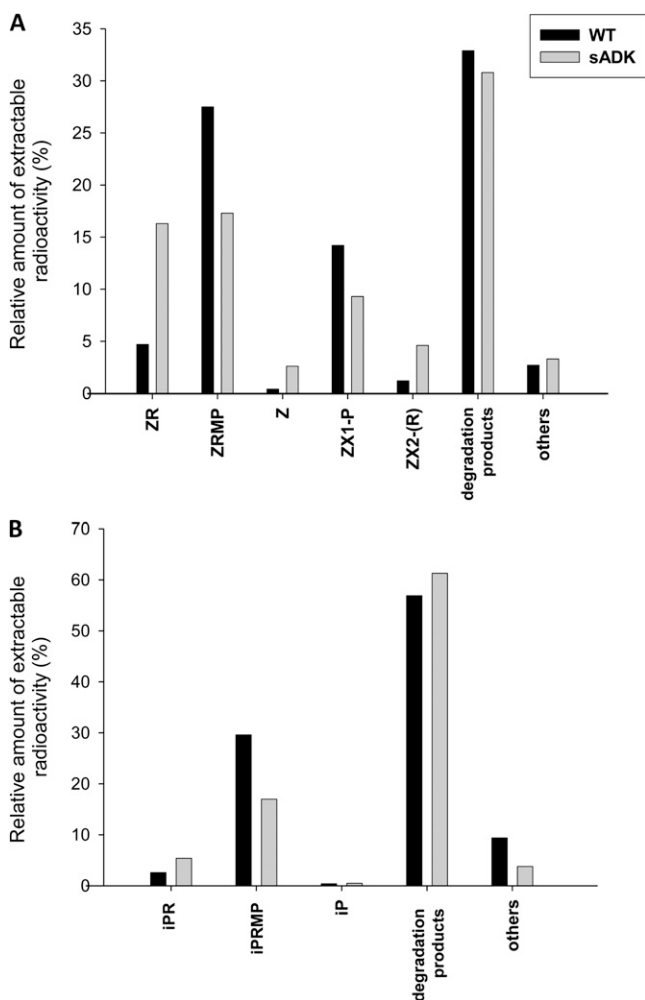 A
WT
sADK
Relative amount of extractable
radioactivity (%)
35
30
25
20
15
10
5
0
ZR
ZRMP
Z
ZX1-P
ZX2-(R)
degradation
products
others
B
Relative amount of extractable
radioactivity (%)
70
60
50
40
30
20
10
0
iPR
iPRMP
iP
degradation
products
others